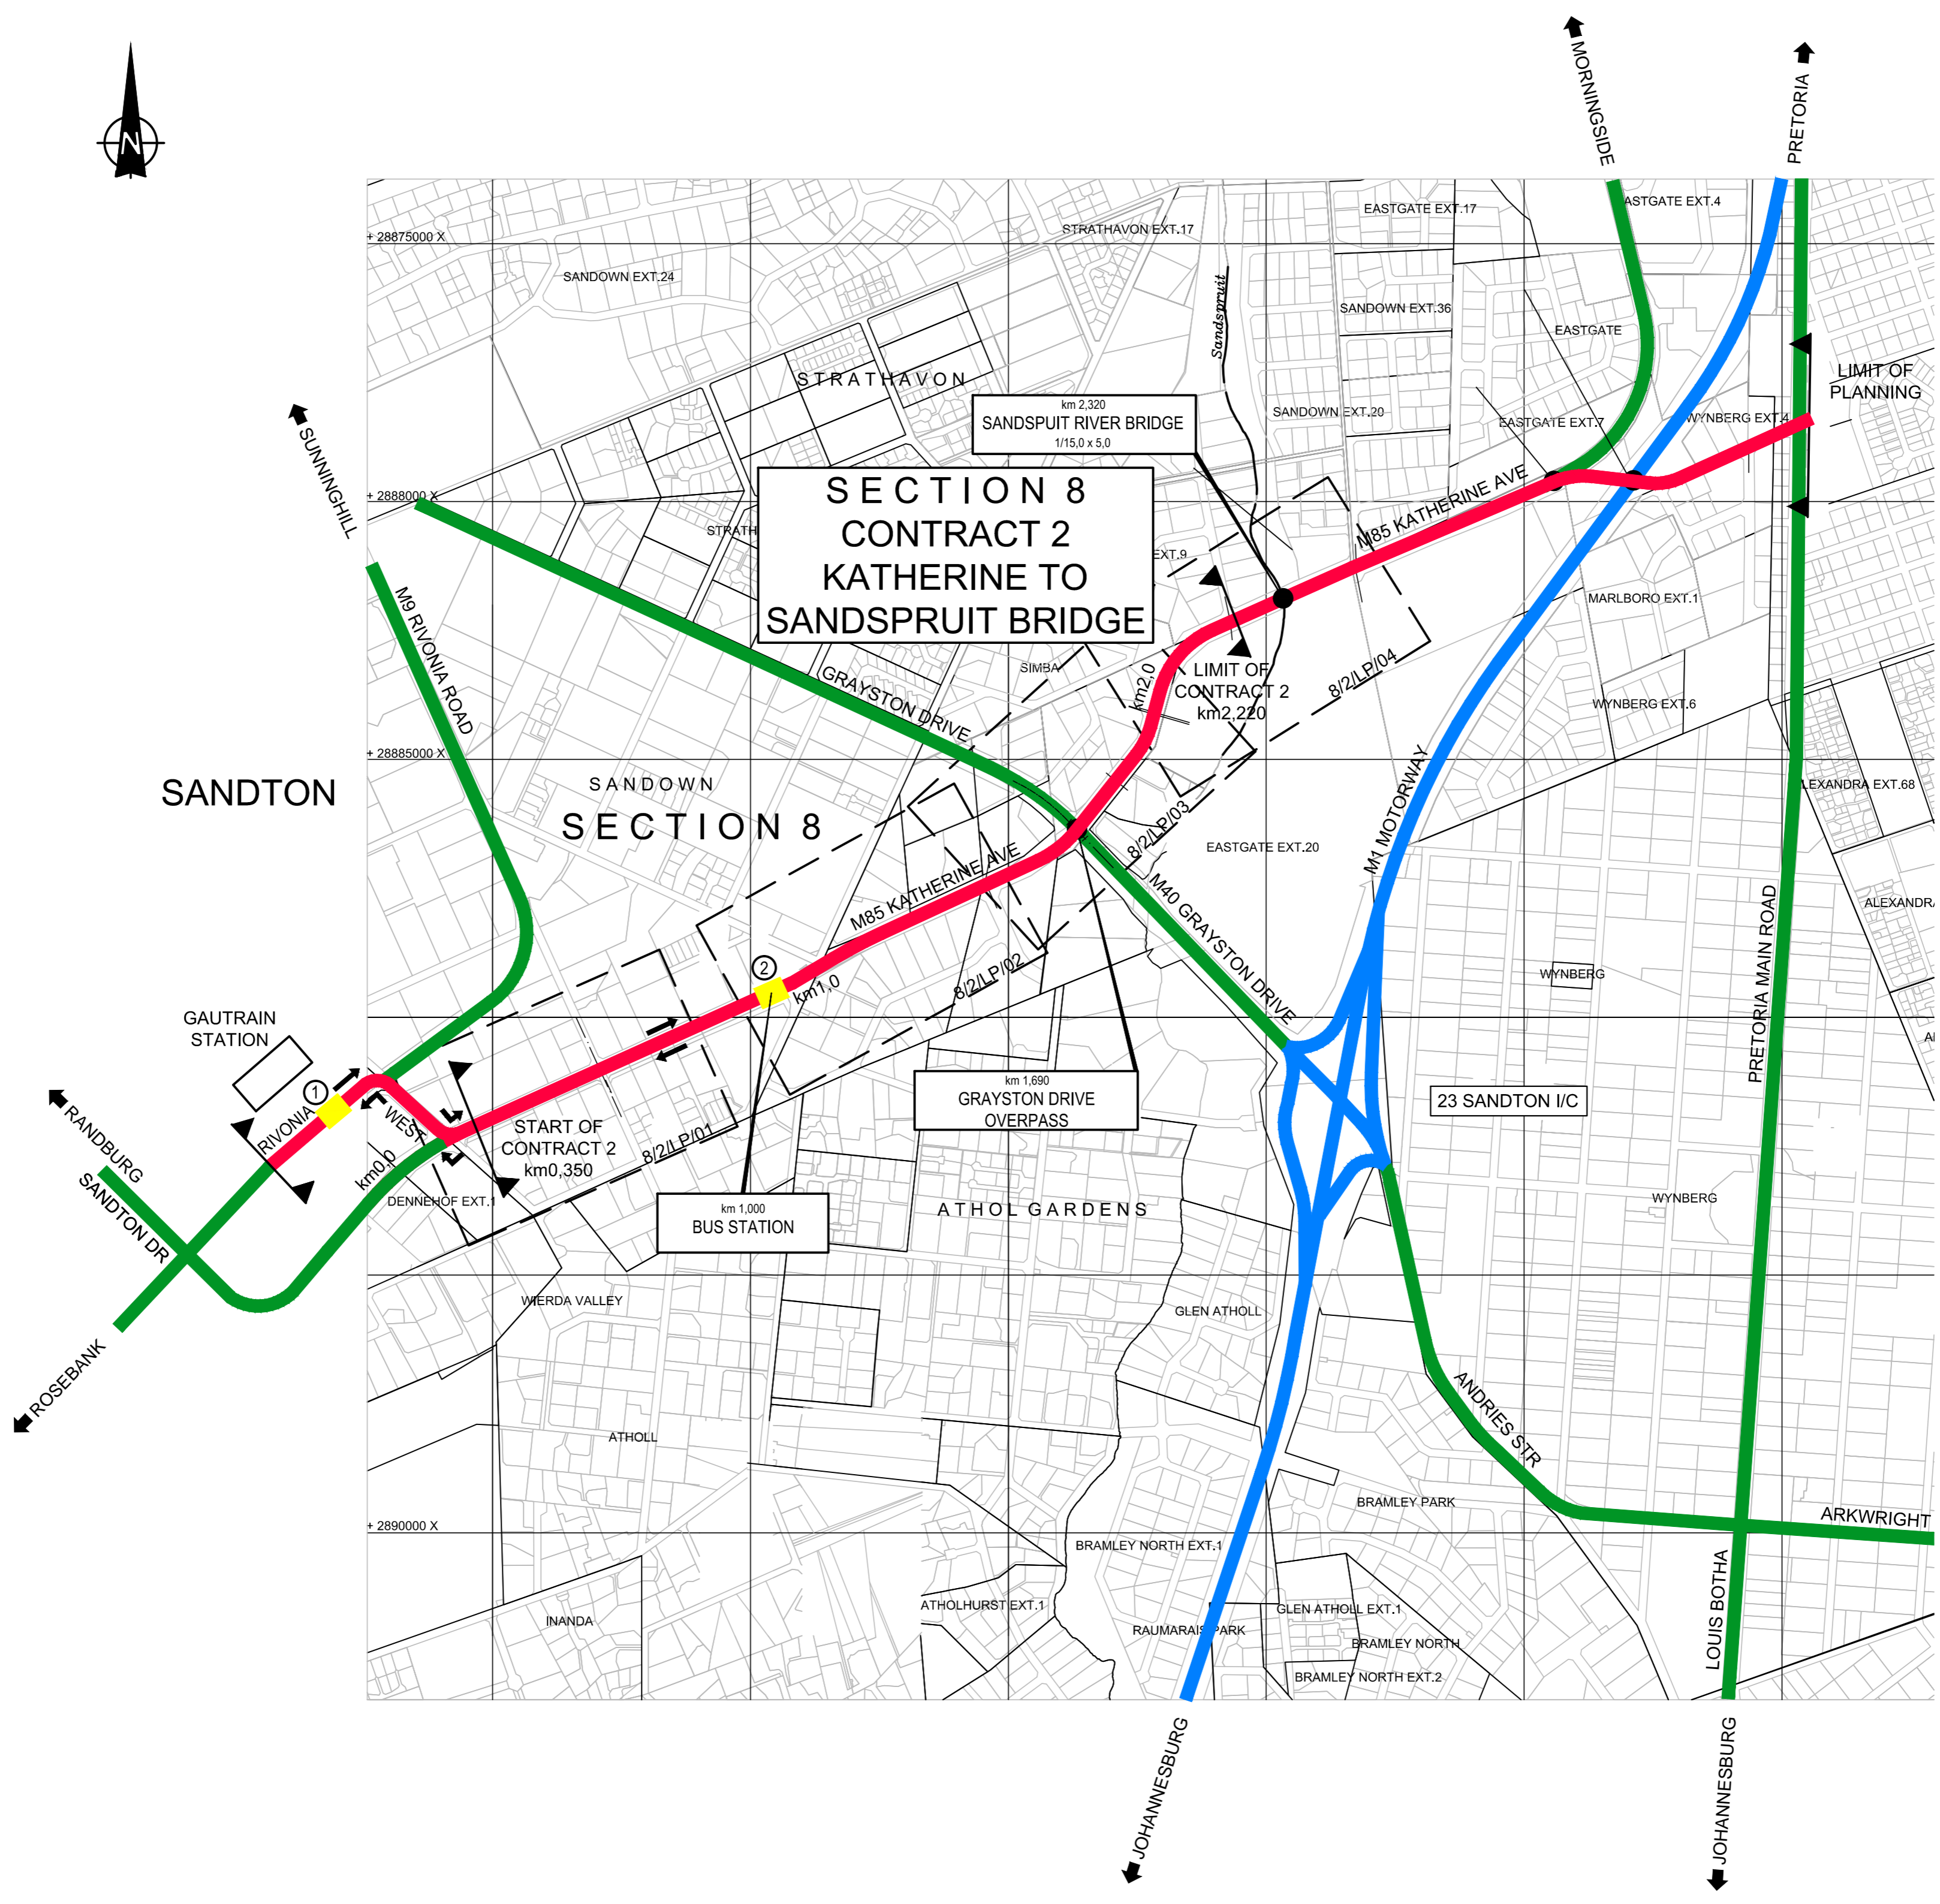 MORNINGSIDE
PRETORIA
N
ASTGATE EXT.4
EASTGATE EXT.17
STRATHAVON EXT.17
+ 28875000 X
SANDOWN EXT.24
Sandspruit
SANDOWN EXT.36
EASTGATE
STRATHAVON
LIMIT OF
PLANNING
km 2,320
SANDSPUIT RIVER BRIDGE
1/15,0 x 5,0
SANDOWN EXT.20
EASTGATE EXT.7
WYNBERG EXT.4
SUNNINGHILL
+ 2888000 X
SECTION 8
CONTRACT 2
KATHERINE TO
SANDSPRUIT BRIDGE
STRATH
EXT.9
M85 KATHERINE AVE
MARLBORO EXT.1
M9 RIVONIA ROAD
SIMBA
GRAYSTON DRIVE
km2,0
LIMIT OF
CONTRACT 2
km2,220
8/2/LP/04
WYNBERG EXT.6
+ 2885000 X
SANDTON
SANDOWN
SECTION 8
LEXANDRA EXT.68
8/2/LP/03
EASTGATE EXT.20
M1 MOTORWAY
M85 KATHERINE AVE
M40 GRAYSTON DRIVE
PRETORIA MAIN ROAD
ALEXANDRA
2
km1,0
8/2/LP/02
WYNBERG
GAUTRAIN
STATION
AL
1
RIVONIA
WEST
km 1,690
GRAYSTON DRIVE
OVERPASS
23 SANDTON I/C
RANDBURG
SANDTON DR
START OF
CONTRACT 2
km0,350
8/2/LP/01
km0,0
DENNEHOF EXT.1
km 1,000
BUS STATION
ATHOL GARDENS
WYNBERG
WIERDA VALLEY
GLEN ATHOLL
ROSEBANK
ANDRIES STR
ATHOLL
BRAMLEY PARK
ARKWRIGHT
+ 2890000 X
BRAMLEY NORTH EXT.1
LOUIS BOTHA
INANDA
ATHOLHURST EXT.1
GLEN ATHOLL EXT.1
RAUMARAIS PARK
BRAMLEY NORTH
BRAMLEY NORTH EXT.2
JOHANNESBURG
JOHANNESBURG